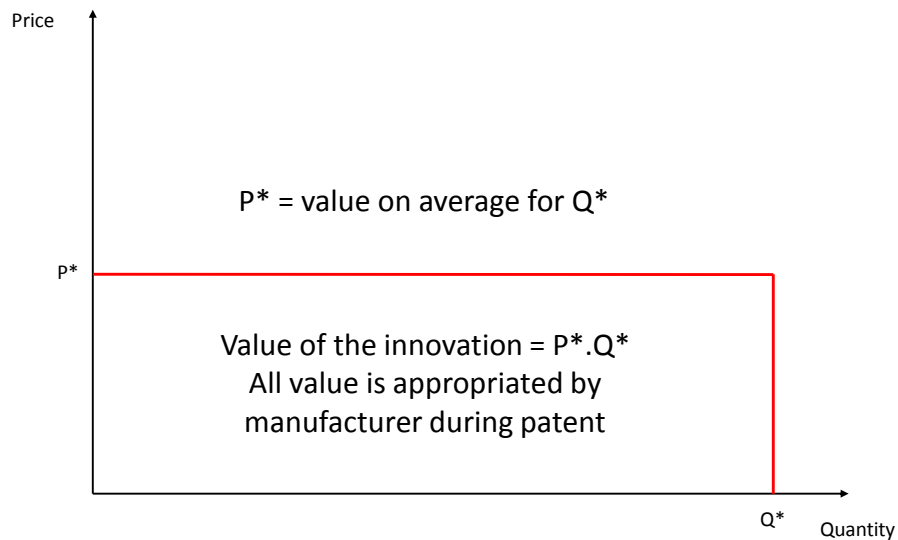 Price
P* = value on average for Q*
P*
Value of the innovation = P*.Q*
All value is appropriated by
manufacturer during patent
Q*
Quantity